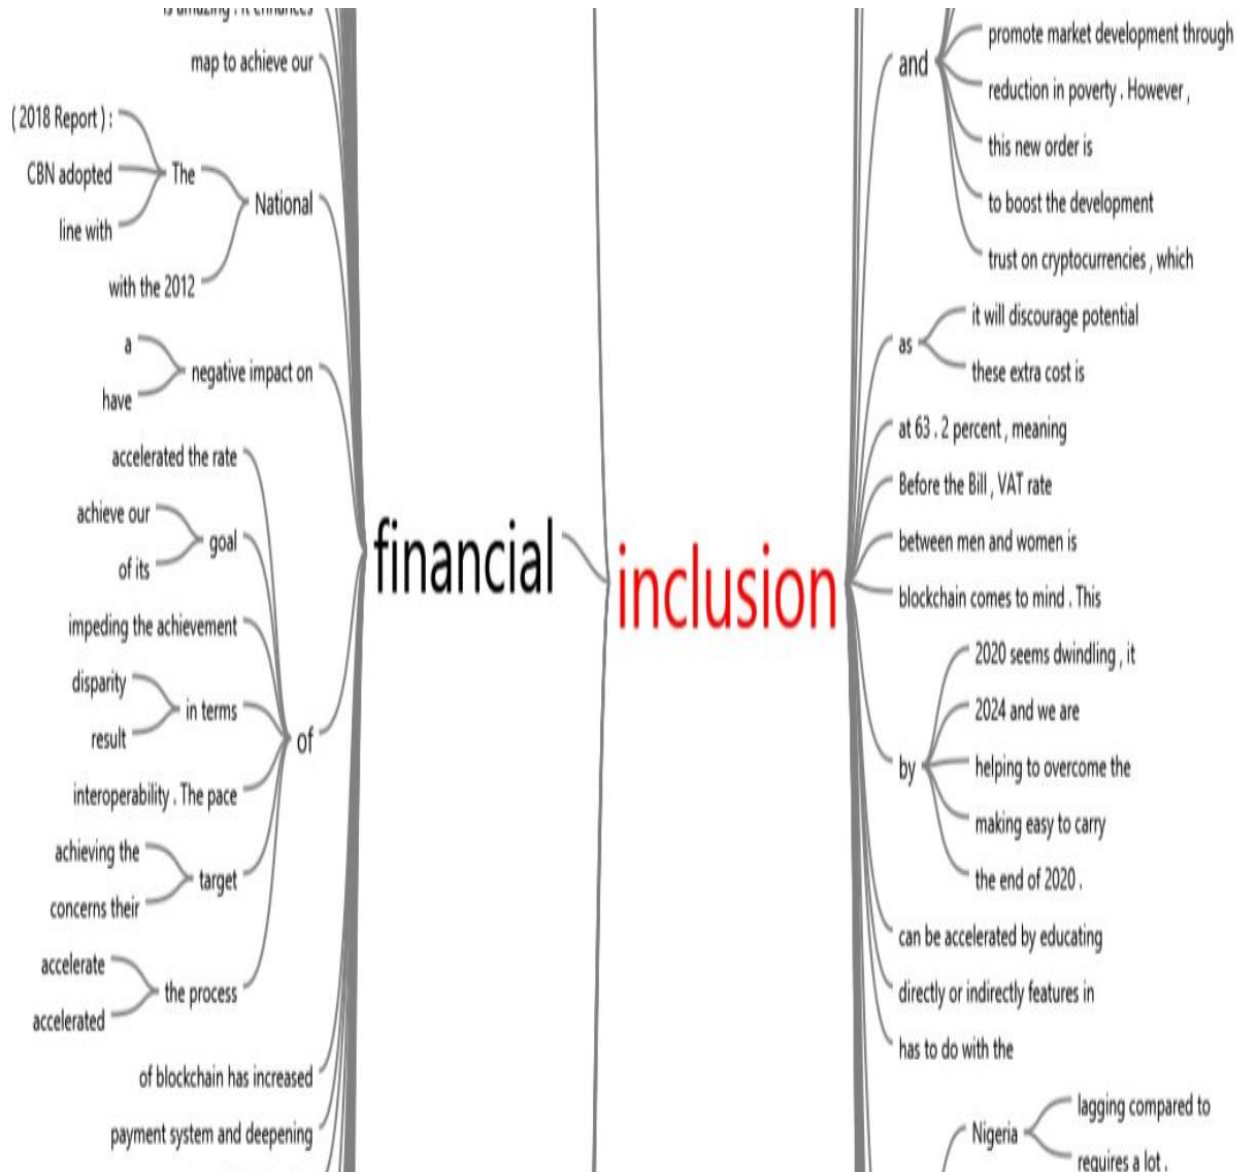 is amazing . It enhances
map to achieve our
( 2018 Report ) :
CBN adopted
line with
The
with the 2012
National
a
have
negative impact on
accelerated the rate
achieve our
of its
goal
impeding the achievement
disparity
result
in terms
interoperability . The pace
achieving the
concerns their
target
accelerate
accelerated
the process
of
of blockchain has increased
payment system and deepening
financial
inclusion
and
promote market development through
reduction in poverty . However ,
this new order is
to boost the development
trust on cryptocurrencies , which
as
it will discourage potential
these extra cost is
at 63 . 2 percent , meaning
Before the Bill , VAT rate
between men and women is
blockchain comes to mind . This
by
2020 seems dwindling , it
2024 and we are
helping to overcome the
making easy to carry
the end of 2020 .
can be accelerated by educating
directly or indirectly features in
has to do with the
Nigeria
lagging compared to
requires a lot .